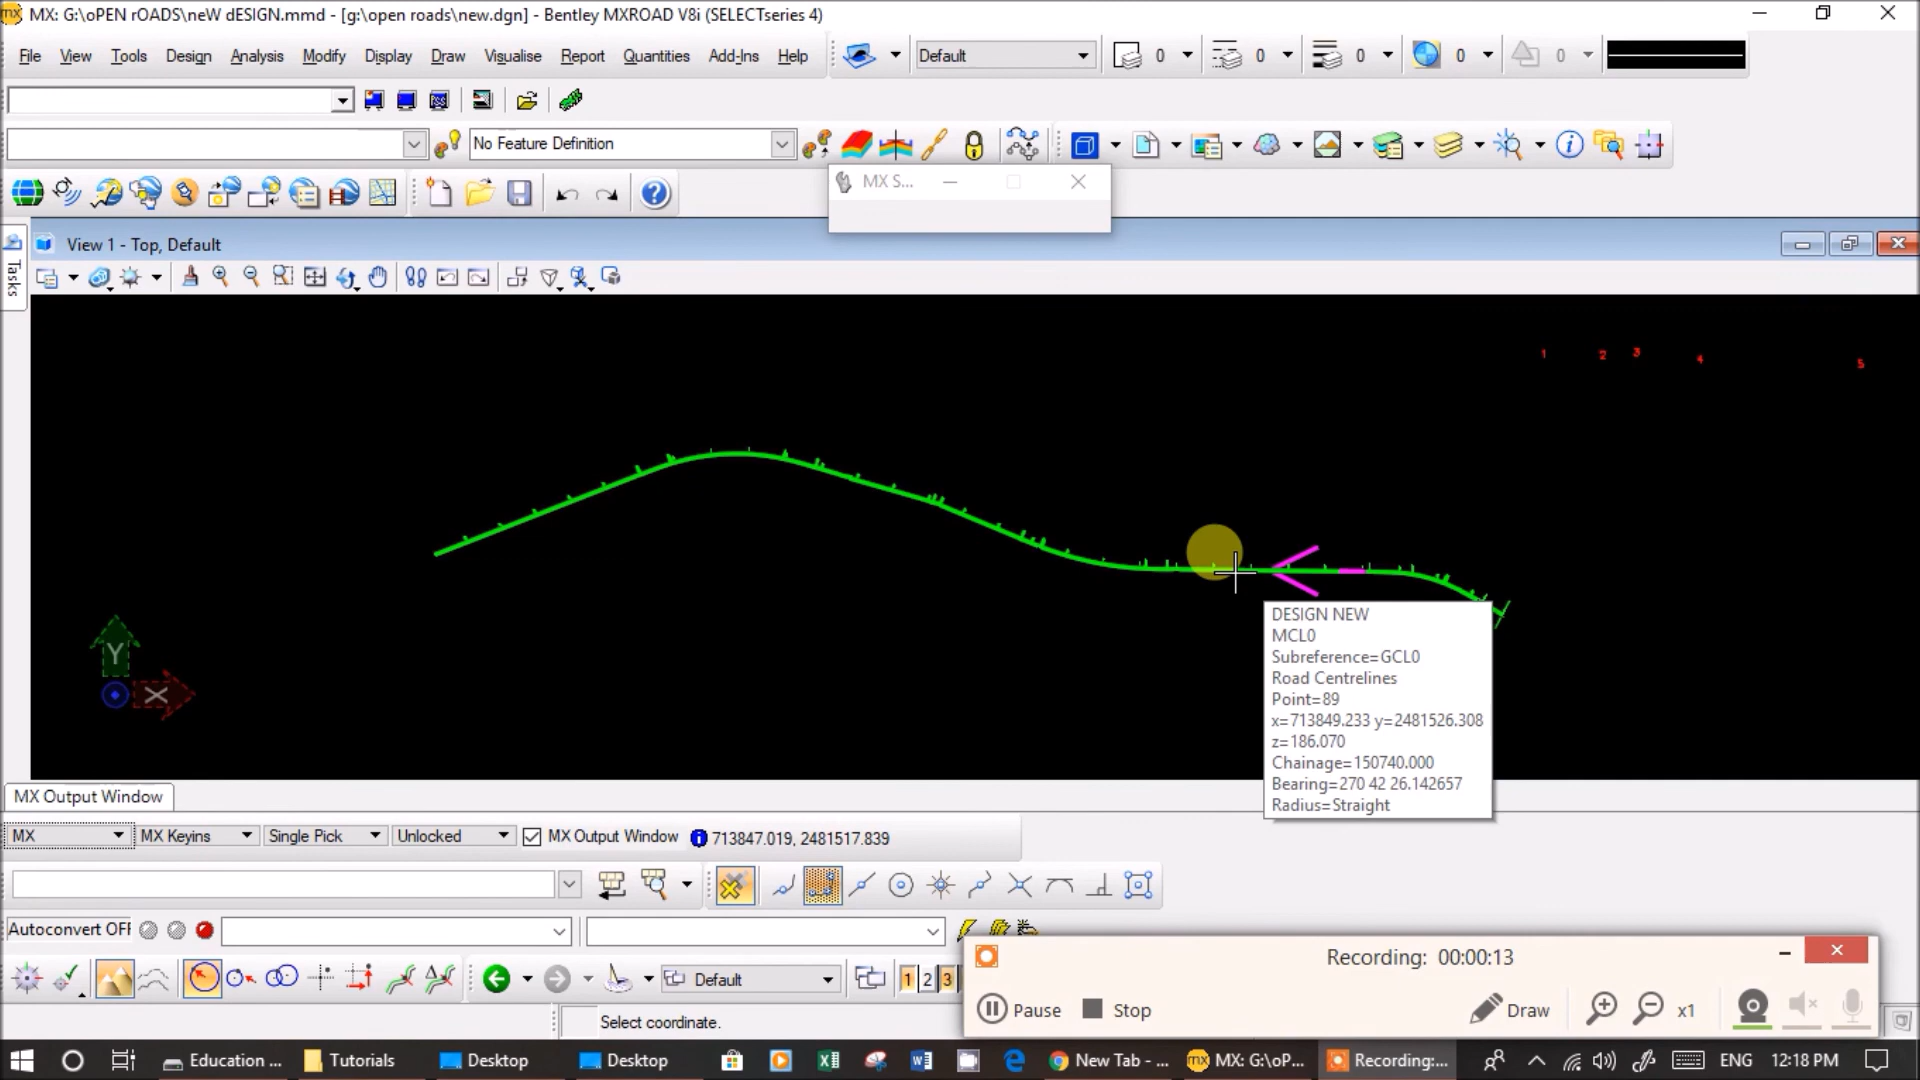 MX: G:\oPEN rOADS\neW dESIGN.mmd - [g:\open roads\new.dgn] - Bentley MXROAD V8i (SELECTseries 4)
File View Tools Design Analysis Modify Display Draw Visualise Report Quantities Add-Ins Help
Default 0 0 0 0 0
No Feature Definition
MX S...
View 1 - Top, Default
Tasks
1 2 3 4 5
Y
X
DESIGN NEW
MCL0
Subreference=GCL0
Road Centrelines
Point=89
x=713849.233 y=2481526.308
z=186.070
Chainage=150740.000
Bearing=270 42 26.142657
Radius=Straight
MX Output Window
MX MX Keyins Single Pick Unlocked MX Output Window 713847.019, 2481517.839
Autoconvert OFF
Default 1 2 3
Select coordinate.
Recording: 00:00:13
Pause Stop Draw x1
Education ... Tutorials Desktop Desktop New Tab - ... MX: G:\oP... Recording:... ENG 12:18 PM